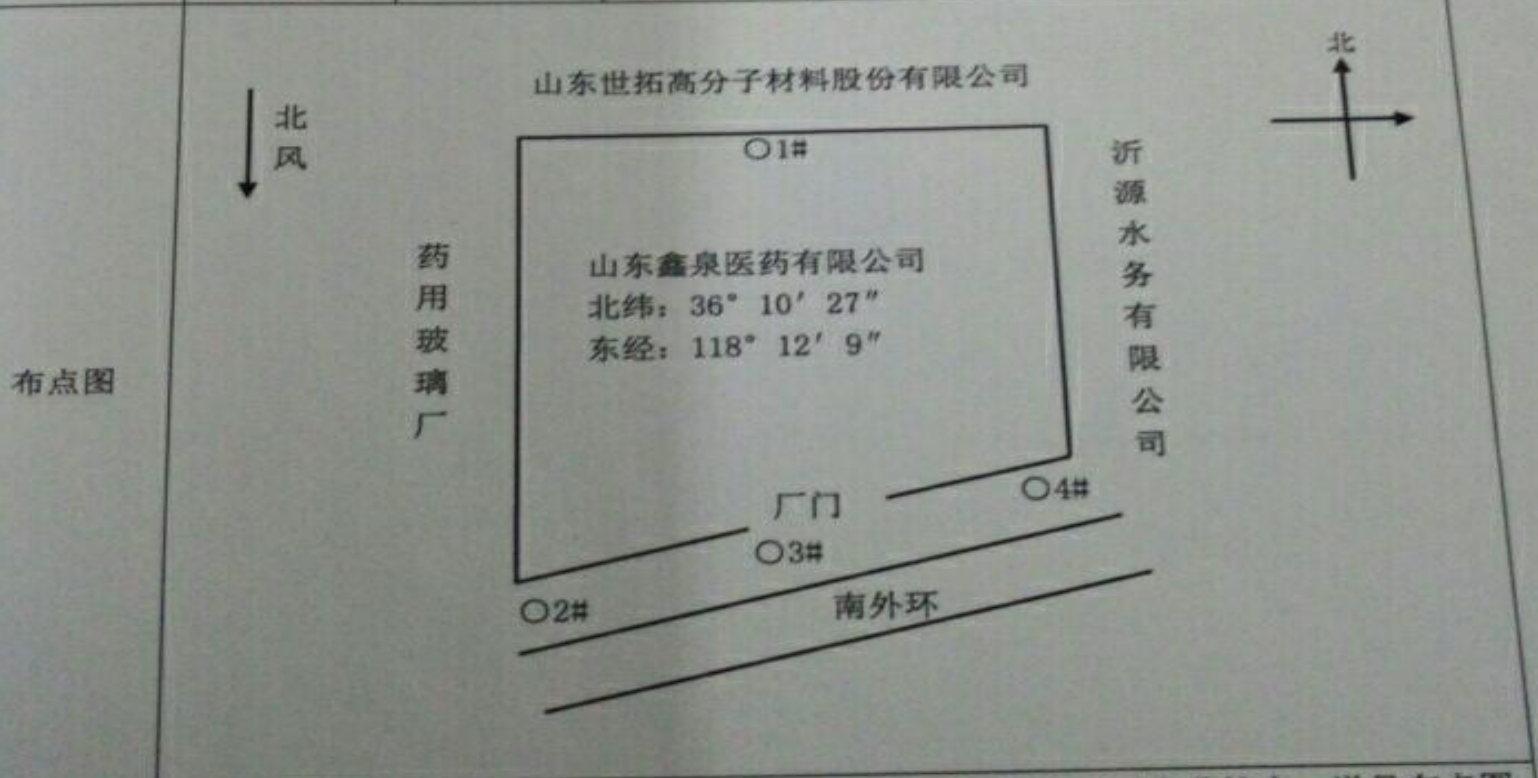 山东世拓高分子材料股份有限公司
北
北风
○1#
沂源水务有限公司
药用玻璃厂
山东鑫泉医药有限公司
北纬：36° 10′ 27″
东经：118° 12′ 9″
布点图
厂门
○4#
○3#
○2#
南外环